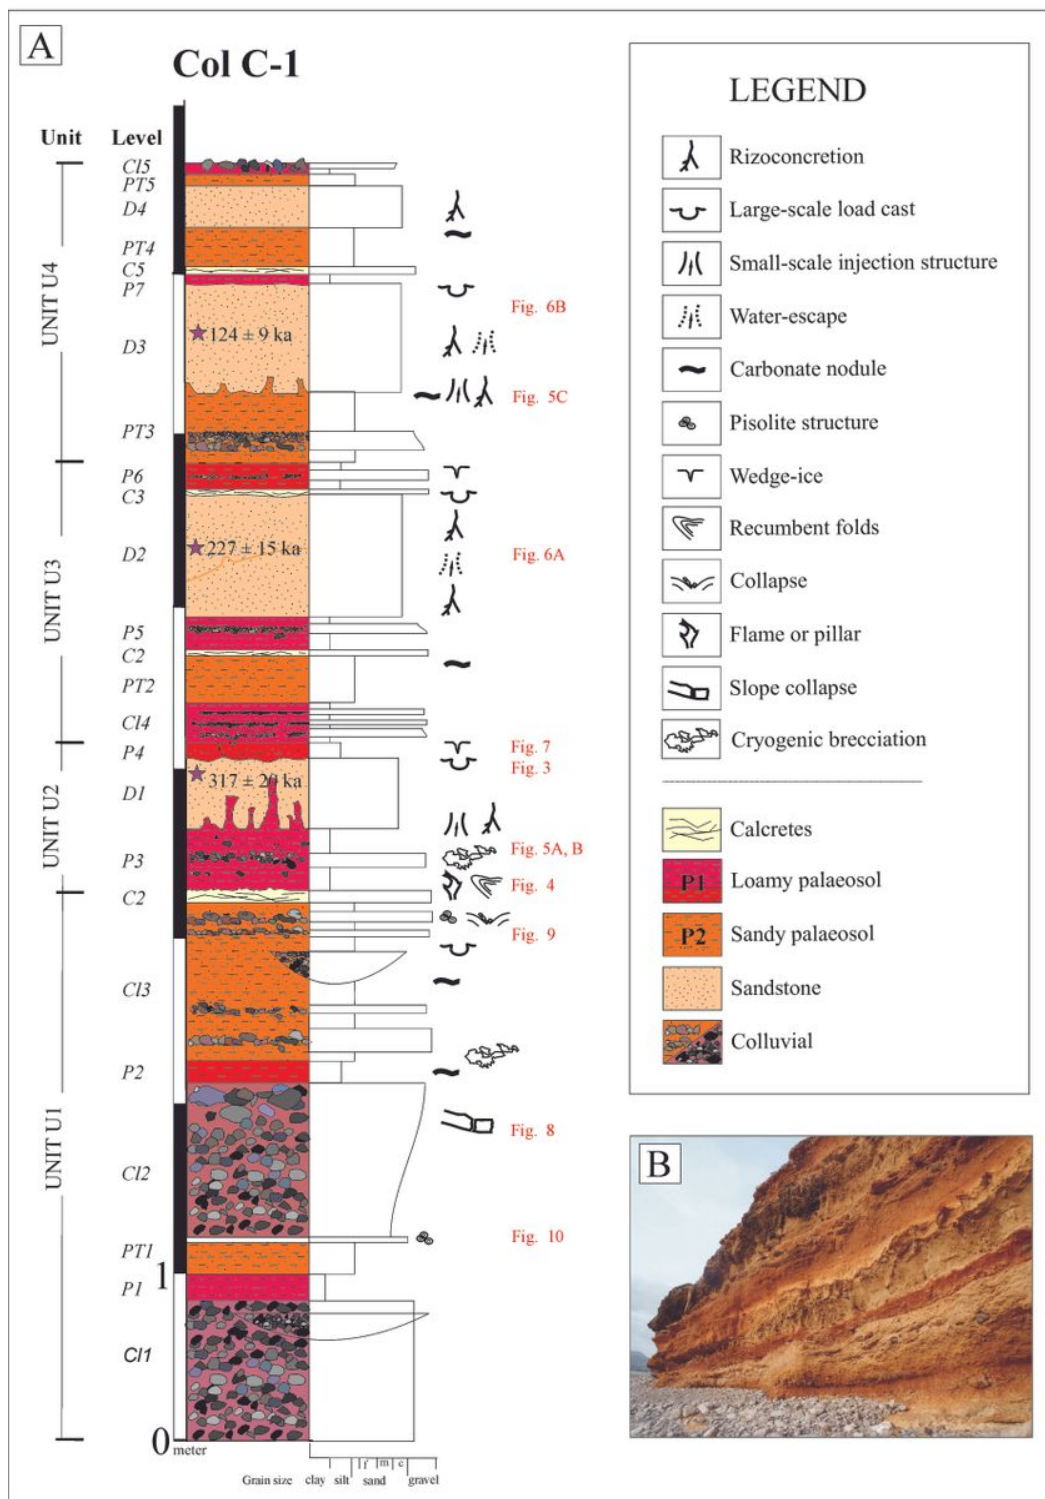 A
Col C-1
Unit Level
Cl5
PT5
D4
PT4
C5
P7
D3
PT3
P6
C3
D2
P5
C2
PT2
Cl4
P4
D1
P3
C2
Cl3
P2
Cl2
PT1
P1
Cl1
UNIT U4
UNIT U3
UNIT U2
UNIT U1
124 ± 9 ka
227 ± 15 ka
317 ± 20 ka
Fig. 6B
Fig. 5C
Fig. 6A
Fig. 7
Fig. 3
Fig. 5A, B
Fig. 4
Fig. 9
Fig. 8
Fig. 10
1
0
meter
Grain size clay silt f m c gravel
sand
LEGEND
Rizoconcretion
Large-scale load cast
Small-scale injection structure
Water-escape
Carbonate nodule
Pisolite structure
Wedge-ice
Recumbent folds
Collapse
Flame or pillar
Slope collapse
Cryogenic brecciation
Calcretes
P1 Loamy palaeosol
P2 Sandy palaeosol
Sandstone
Colluvial
B